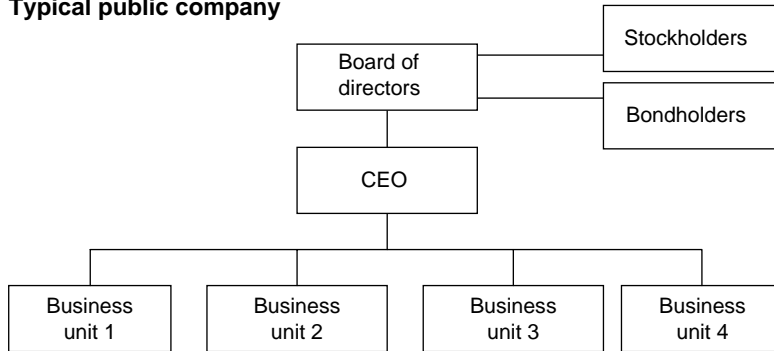 Typical public company
Stockholders
Board of
directors
Bondholders
CEO
Business
unit 1
Business
unit 2
Business
unit 3
Business
unit 4